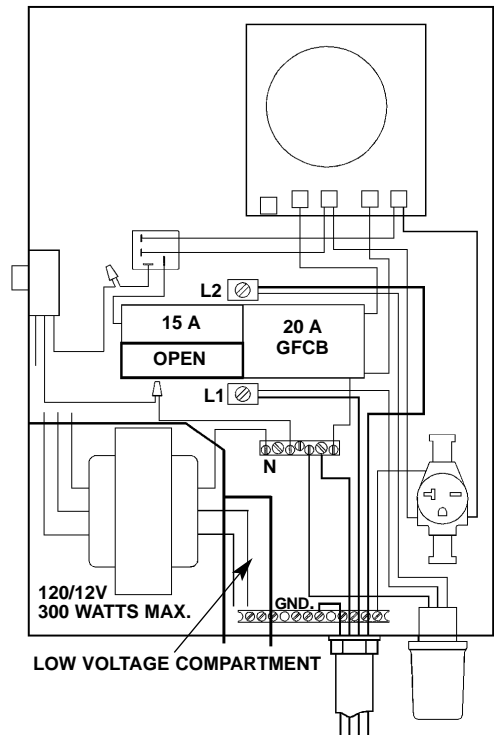 L2
15 A
20 A
GFCB
OPEN
L1
N
120/12V
300 WATTS MAX.
GND.
LOW VOLTAGE COMPARTMENT